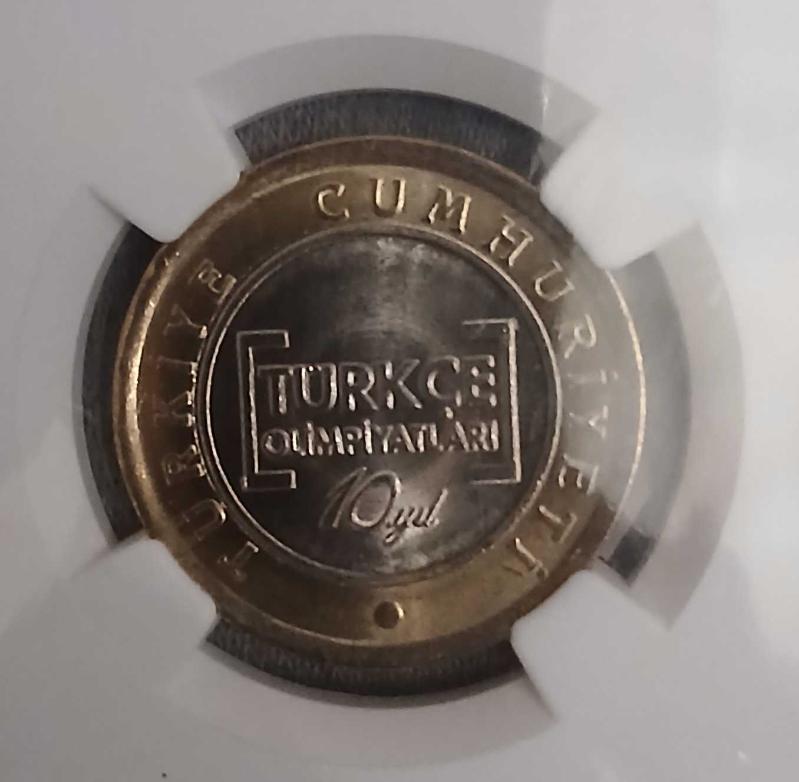 TÜRKİYE CUMHURİYETİ
TÜRKÇE
OLİMPİYATLARI
10.yıl